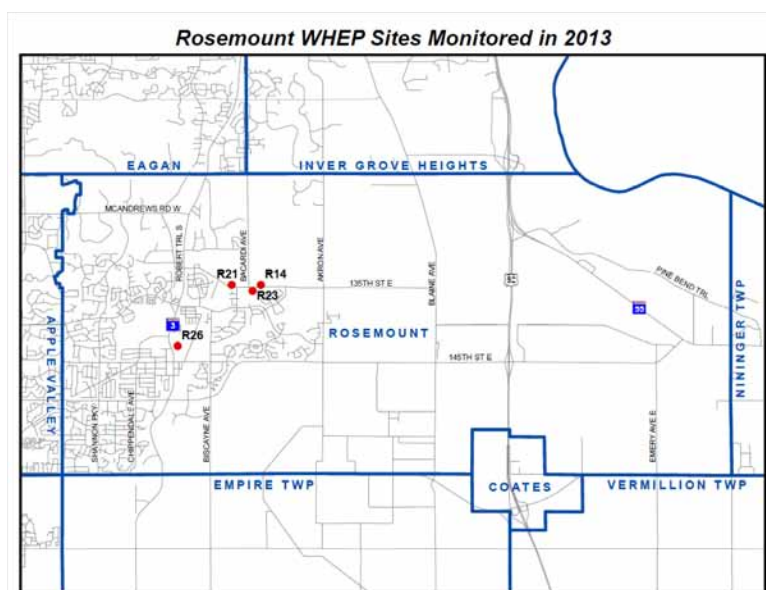 Rosemount WHEP Sites Monitored in 2013
EAGAN
INVER GROVE HEIGHTS
MCANDREWS RD W
ROBERT TRL S
BACARDI AVE
AKRON AVE
BLAINE AVE
PINE BEND TRL
NININGER TWP
R21
R14
R23
135TH ST E
52
55
3
R26
ROSEMOUNT
APPLE VALLEY
145TH ST E
SHANNON PKY
CHIPPENDALE AVE
BISCAYNE AVE
EMERY AVE E
EMPIRE TWP
COATES
VERMILLION TWP